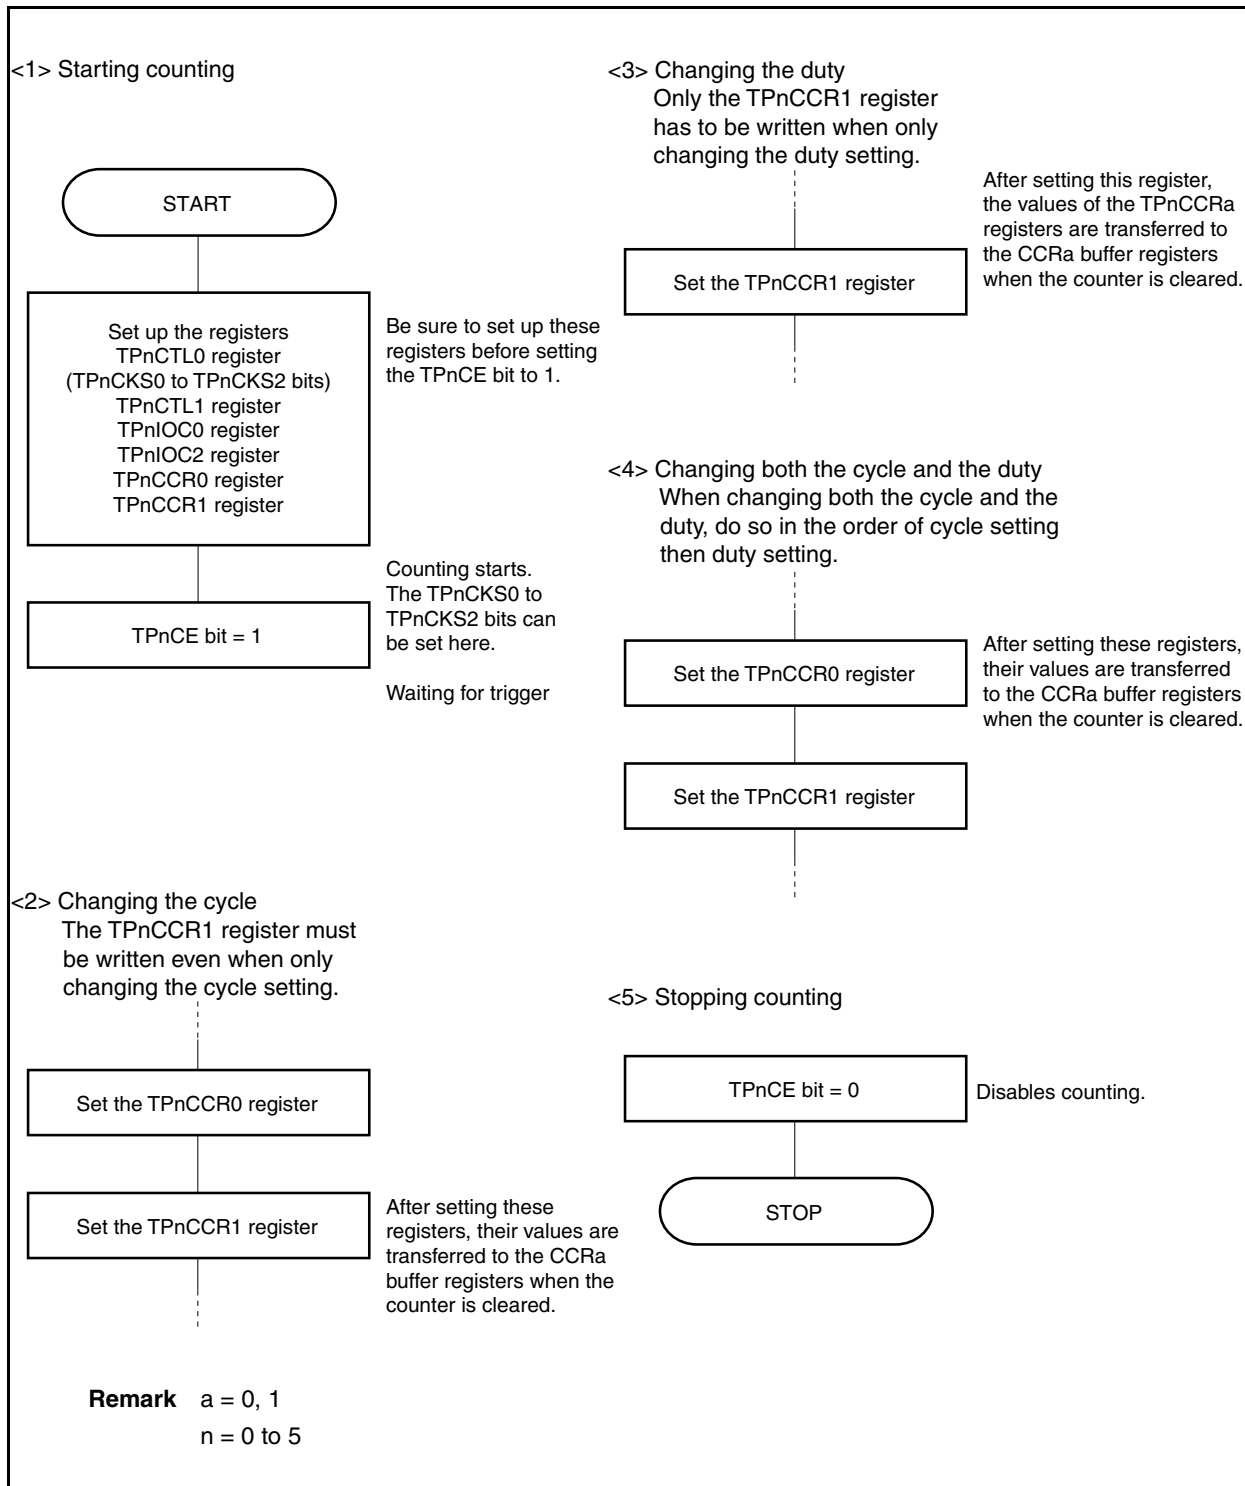 <1> Starting counting
START
Set up the registers
TPnCTL0 register
(TPnCKS0 to TPnCKS2 bits)
TPnCTL1 register
TPnIOC0 register
TPnIOC2 register
TPnCCR0 register
TPnCCR1 register
Be sure to set up these
registers before setting
the TPnCE bit to 1.
TPnCE bit = 1
Counting starts.
The TPnCKS0 to
TPnCKS2 bits can
be set here.
Waiting for trigger
<2> Changing the cycle
The TPnCCR1 register must
be written even when only
changing the cycle setting.
Set the TPnCCR0 register
Set the TPnCCR1 register
After setting these
registers, their values are
transferred to the CCRa
buffer registers when the
counter is cleared.
<3> Changing the duty
Only the TPnCCR1 register
has to be written when only
changing the duty setting.
Set the TPnCCR1 register
After setting this register,
the values of the TPnCCRa
registers are transferred to
the CCRa buffer registers
when the counter is cleared.
<4> Changing both the cycle and the duty
When changing both the cycle and the
duty, do so in the order of cycle setting
then duty setting.
Set the TPnCCR0 register
After setting these registers,
their values are transferred
to the CCRa buffer registers
when the counter is cleared.
Set the TPnCCR1 register
<5> Stopping counting
TPnCE bit = 0
Disables counting.
STOP
Remark a = 0, 1
n = 0 to 5